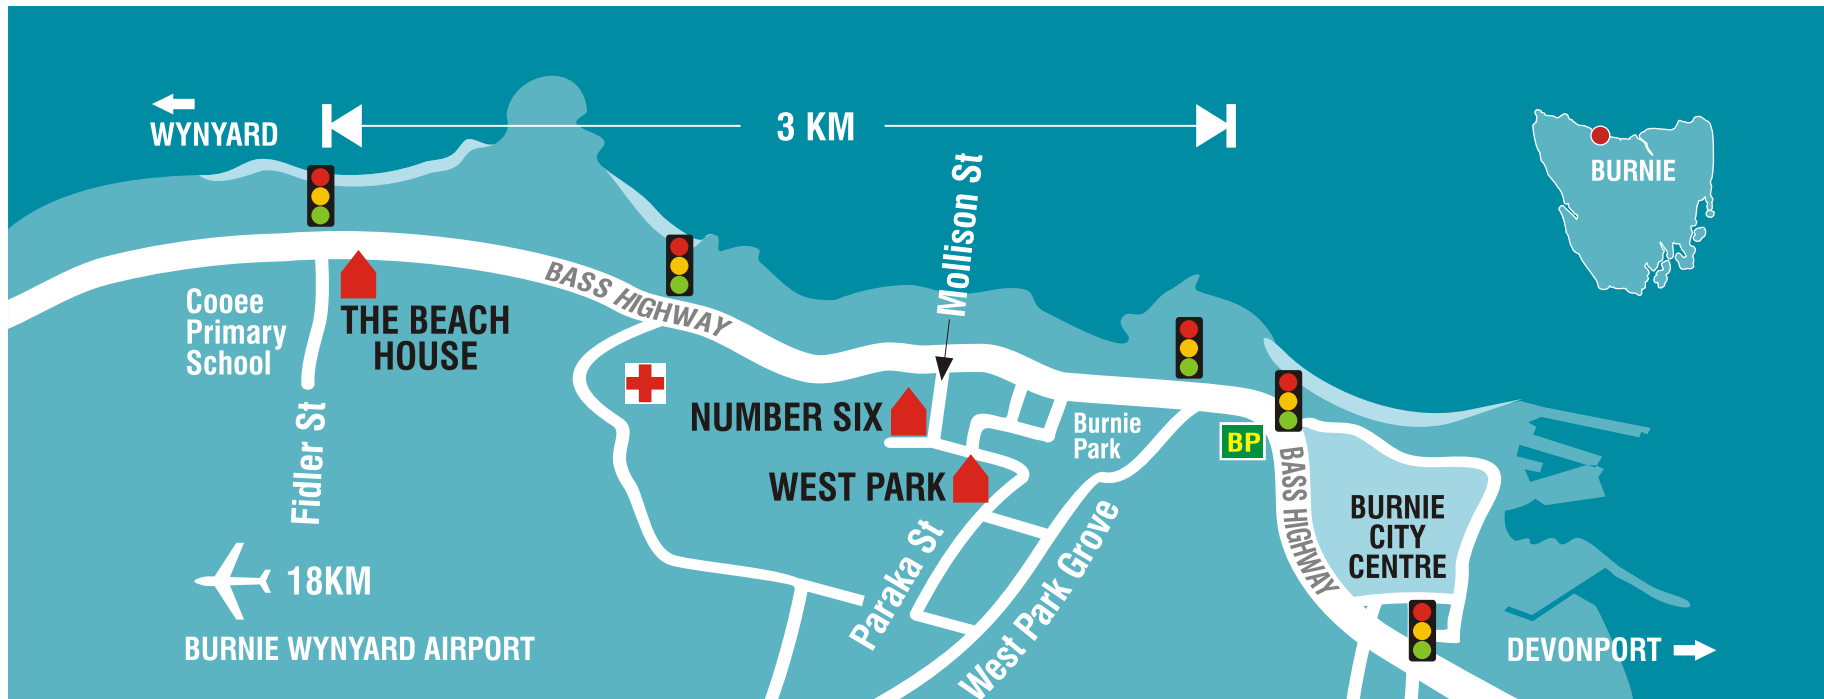 WYNYARD
3 KM
Mollison St
BURNIE
BASS HIGHWAY
Cooee
Primary
School
THE BEACH
HOUSE
Fidler St
NUMBER SIX
WEST PARK
Burnie
Park
BP
BASS HIGHWAY
BURNIE
CITY
CENTRE
Paraka St
West Park Grove
18KM
BURNIE WYNYARD AIRPORT
DEVONPORT